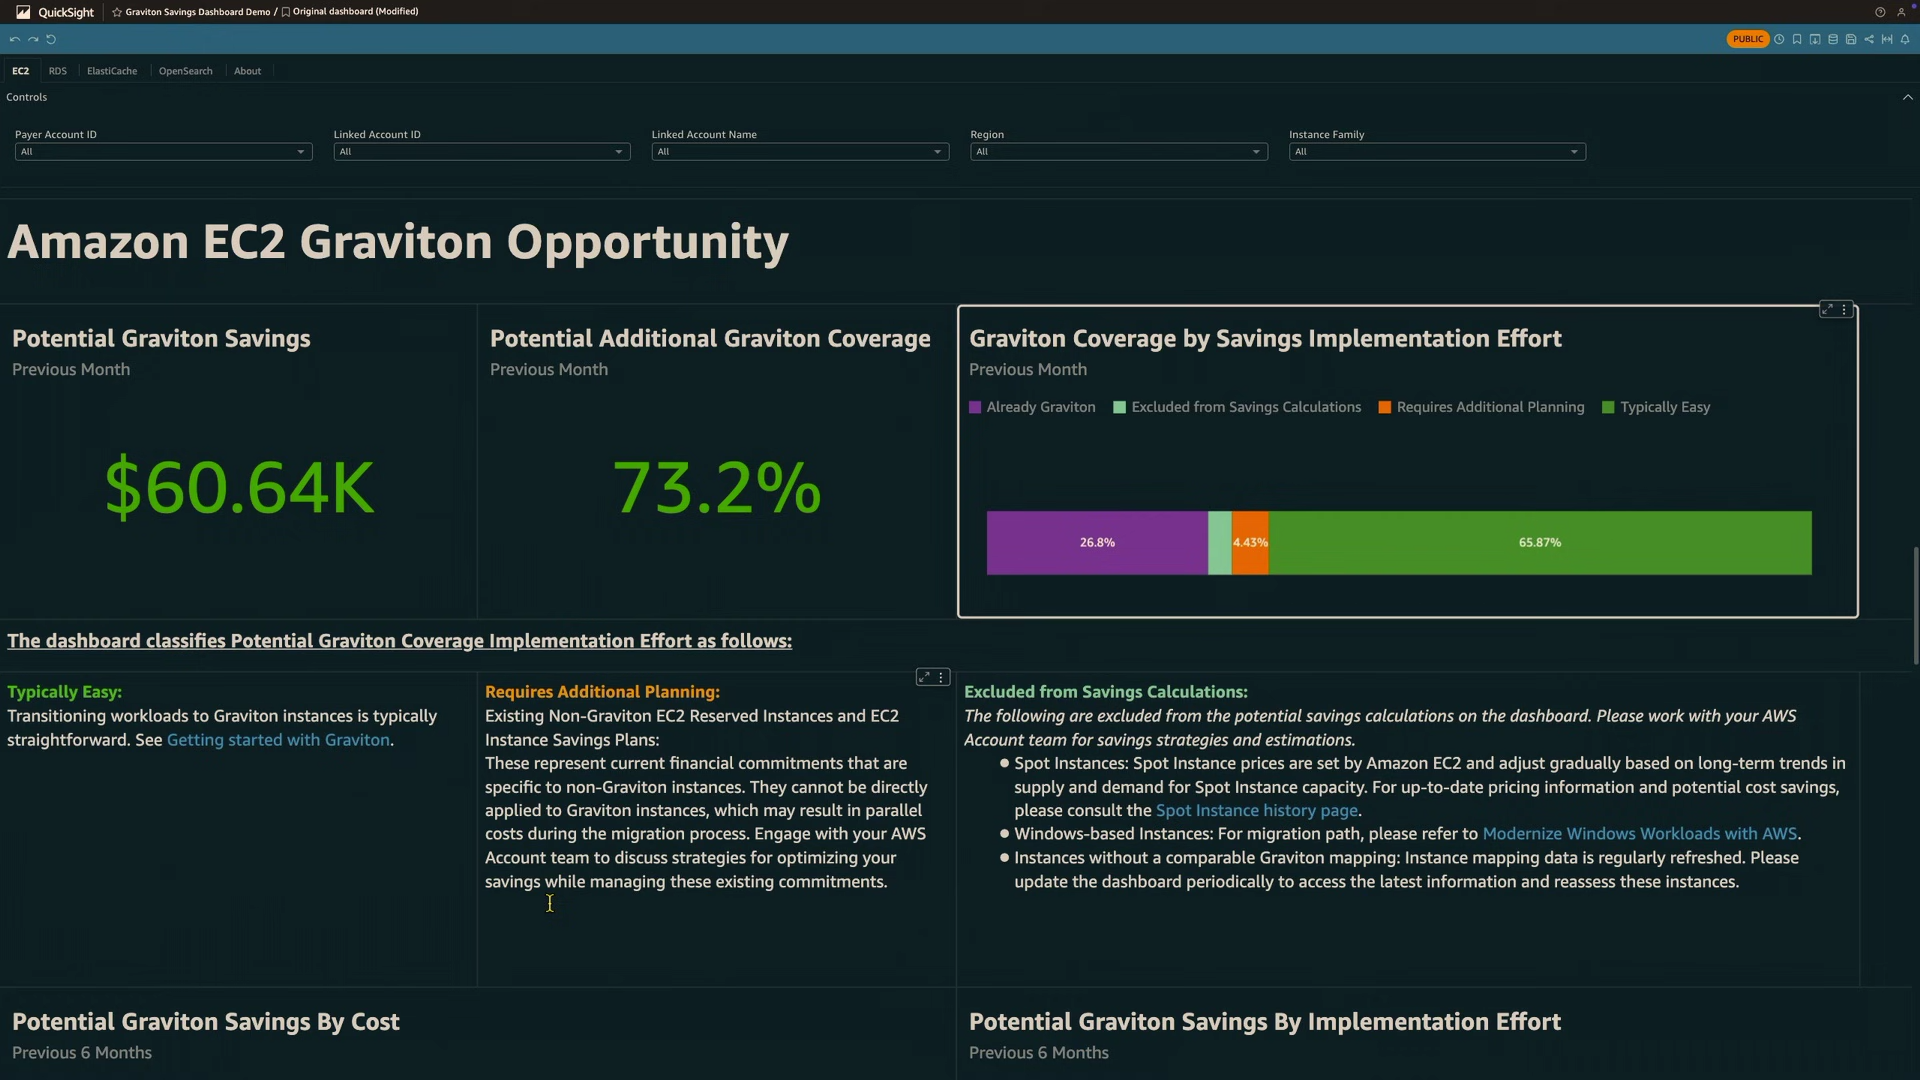 QuickSight
Graviton Savings Dashboard Demo / Original dashboard (Modified)
PUBLIC
EC2
RDS
ElastiCache
OpenSearch
About
Controls
Payer Account ID
Linked Account ID
Linked Account Name
Region
Instance Family
All
All
All
All
All
Amazon EC2 Graviton Opportunity
Potential Graviton Savings
Previous Month
$60.64K
Potential Additional Graviton Coverage
Previous Month
73.2%
Graviton Coverage by Savings Implementation Effort
Previous Month
Already Graviton
Excluded from Savings Calculations
Requires Additional Planning
Typically Easy
26.8%
4.43%
65.87%
The dashboard classifies Potential Graviton Coverage Implementation Effort as follows:
Typically Easy:
Transitioning workloads to Graviton instances is typically
straightforward. See Getting started with Graviton.
Requires Additional Planning:
Existing Non-Graviton EC2 Reserved Instances and EC2
Instance Savings Plans:
These represent current financial commitments that are
specific to non-Graviton instances. They cannot be directly
applied to Graviton instances, which may result in parallel
costs during the migration process. Engage with your AWS
Account team to discuss strategies for optimizing your
savings while managing these existing commitments.
Excluded from Savings Calculations:
The following are excluded from the potential savings calculations on the dashboard. Please work with your AWS
Account team for savings strategies and estimations.
● Spot Instances: Spot Instance prices are set by Amazon EC2 and adjust gradually based on long-term trends in
supply and demand for Spot Instance capacity. For up-to-date pricing information and potential cost savings,
please consult the Spot Instance history page.
● Windows-based Instances: For migration path, please refer to Modernize Windows Workloads with AWS.
● Instances without a comparable Graviton mapping: Instance mapping data is regularly refreshed. Please
update the dashboard periodically to access the latest information and reassess these instances.
Potential Graviton Savings By Cost
Previous 6 Months
Potential Graviton Savings By Implementation Effort
Previous 6 Months